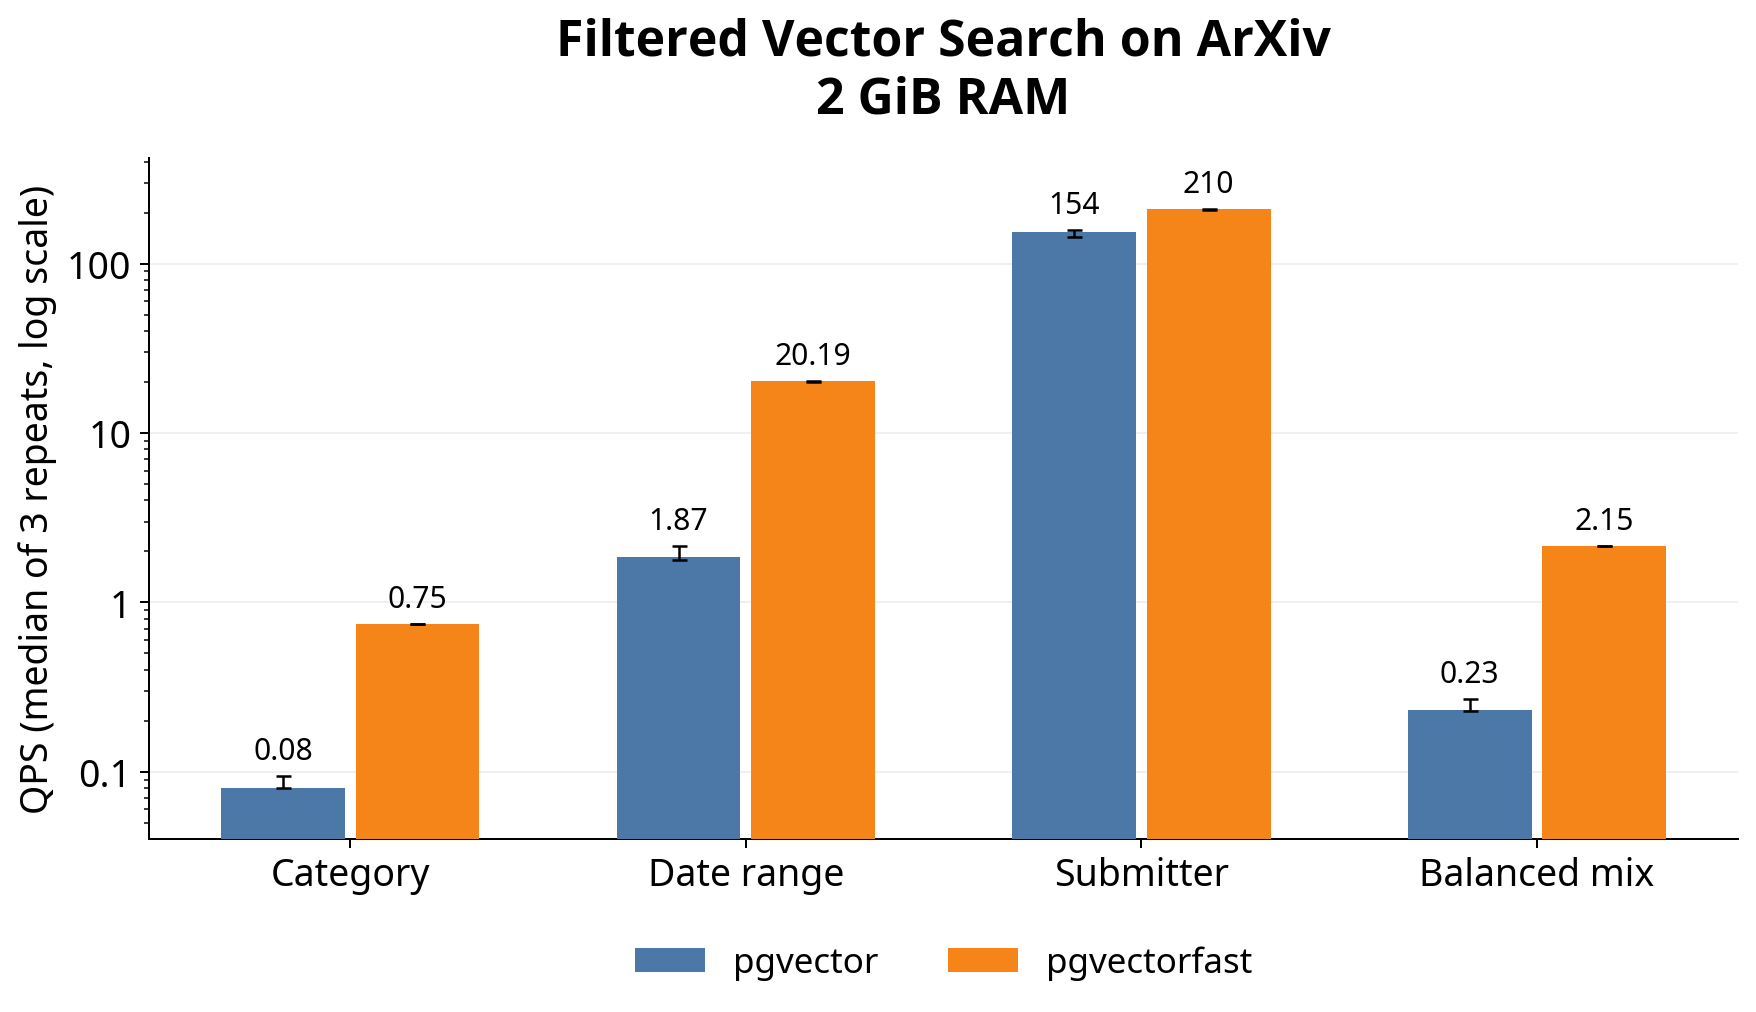 Filtered Vector Search on ArXiv
2 GiB RAM
QPS (median of 3 repeats, log scale)
100
10
1
0.1
0.08
0.75
1.87
20.19
154
210
0.23
2.15
Category
Date range
Submitter
Balanced mix
pgvector
pgvectorfast